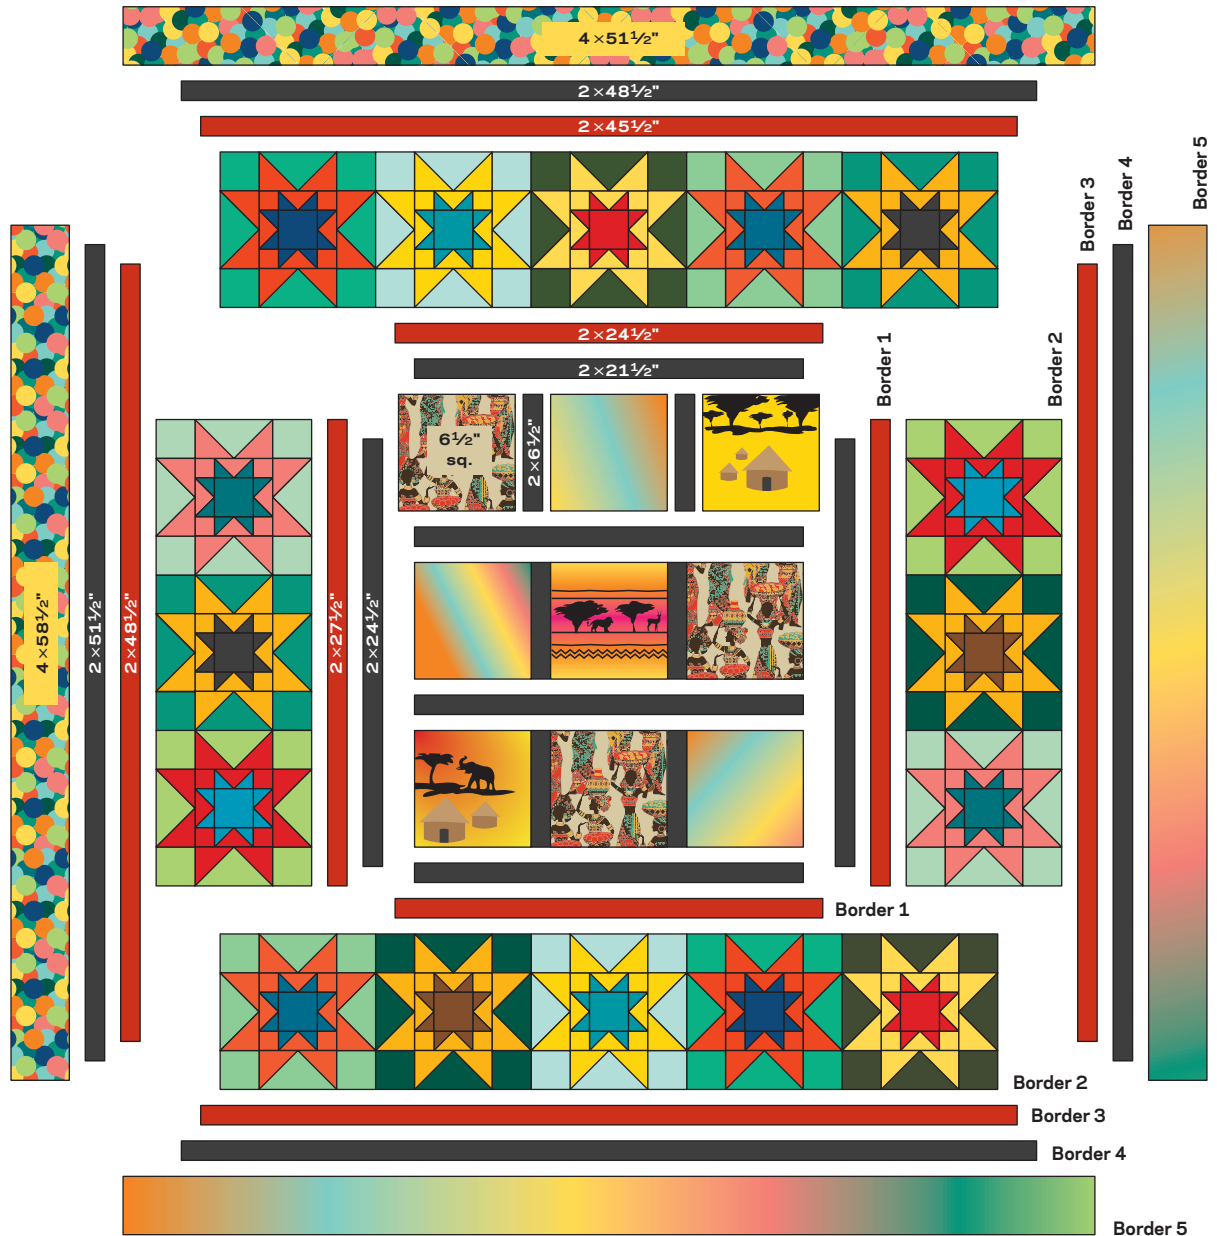 4×51½"
2×48½"
2×45½"
Border 5
Border 4
Border 3
2×24½"
2×21½"
Border 1
Border 2
6½"
sq.
2×6½"
4×58½"
2×51½"
2×48½"
2×27½"
2×24½"
Border 1
Border 2
Border 3
Border 4
Border 5